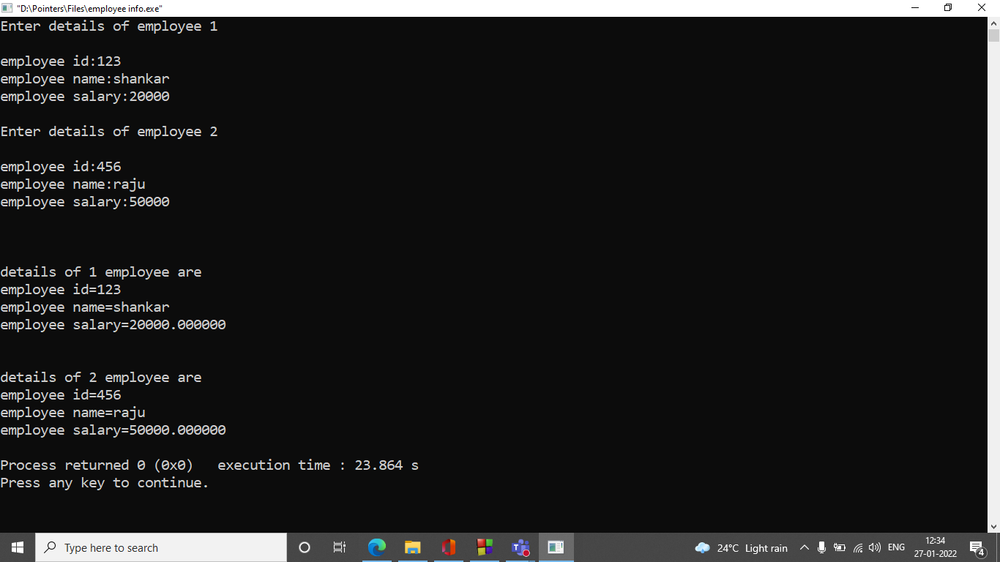 "D:\Pointers\Files\employee info.exe"
Enter details of employee 1
employee id:123
employee name:shankar
employee salary:20000
Enter details of employee 2
employee id:456
employee name:raju
employee salary:50000
details of 1 employee are
employee id=123
employee name=shankar
employee salary=20000.000000
details of 2 employee are
employee id=456
employee name=raju
employee salary=50000.000000
Process returned 0 (0x0)   execution time : 23.864 s
Press any key to continue.
Type here to search
24°C Light rain
ENG
12:34
27-01-2022
4